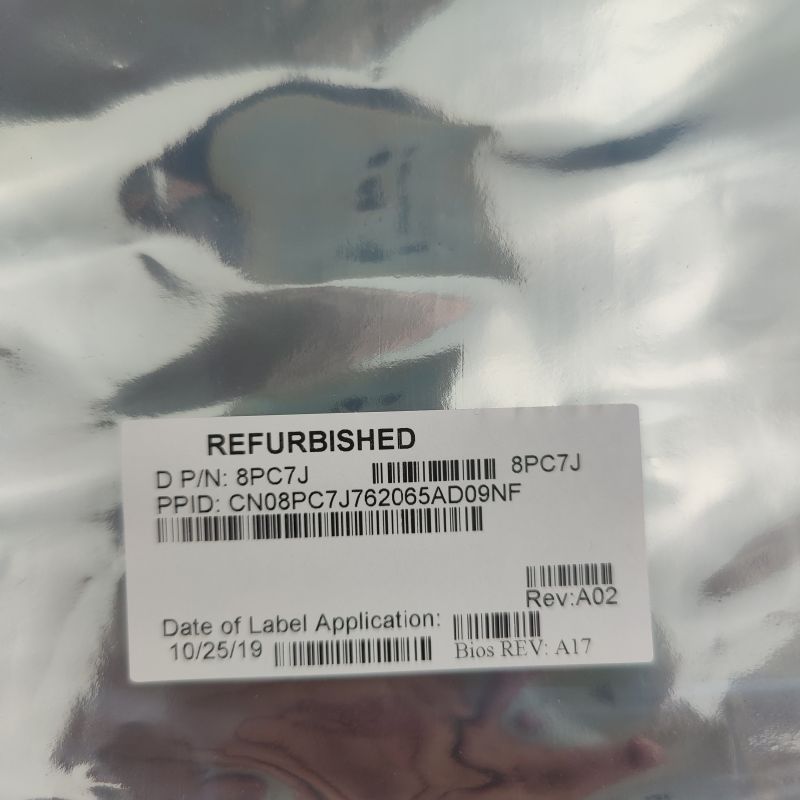 REFURBISHED
D P/N: 8PC7J 8PC7J
PPID: CN08PC7J762065AD09NF
Rev:A02
Date of Label Application:
10/25/19 Bios REV: A17